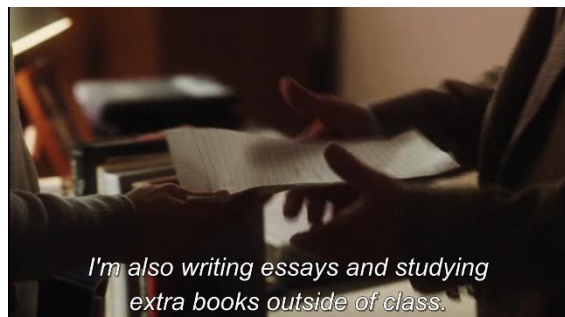 I'm also writing essays and studying
extra books outside of class.